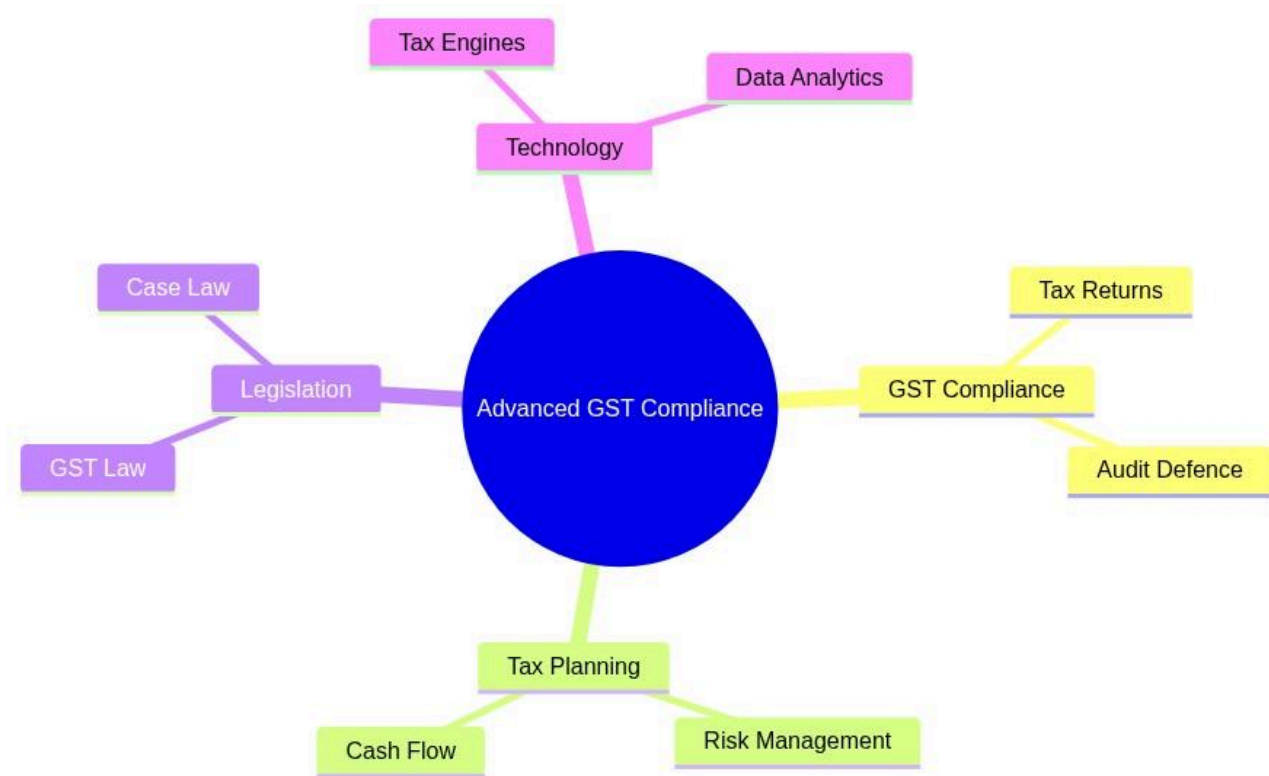 Tax Engines
Data Analytics
Technology
Case Law
Tax Returns
Legislation
Advanced GST Compliance
GST Compliance
GST Law
Audit Defence
Tax Planning
Cash Flow
Risk Management